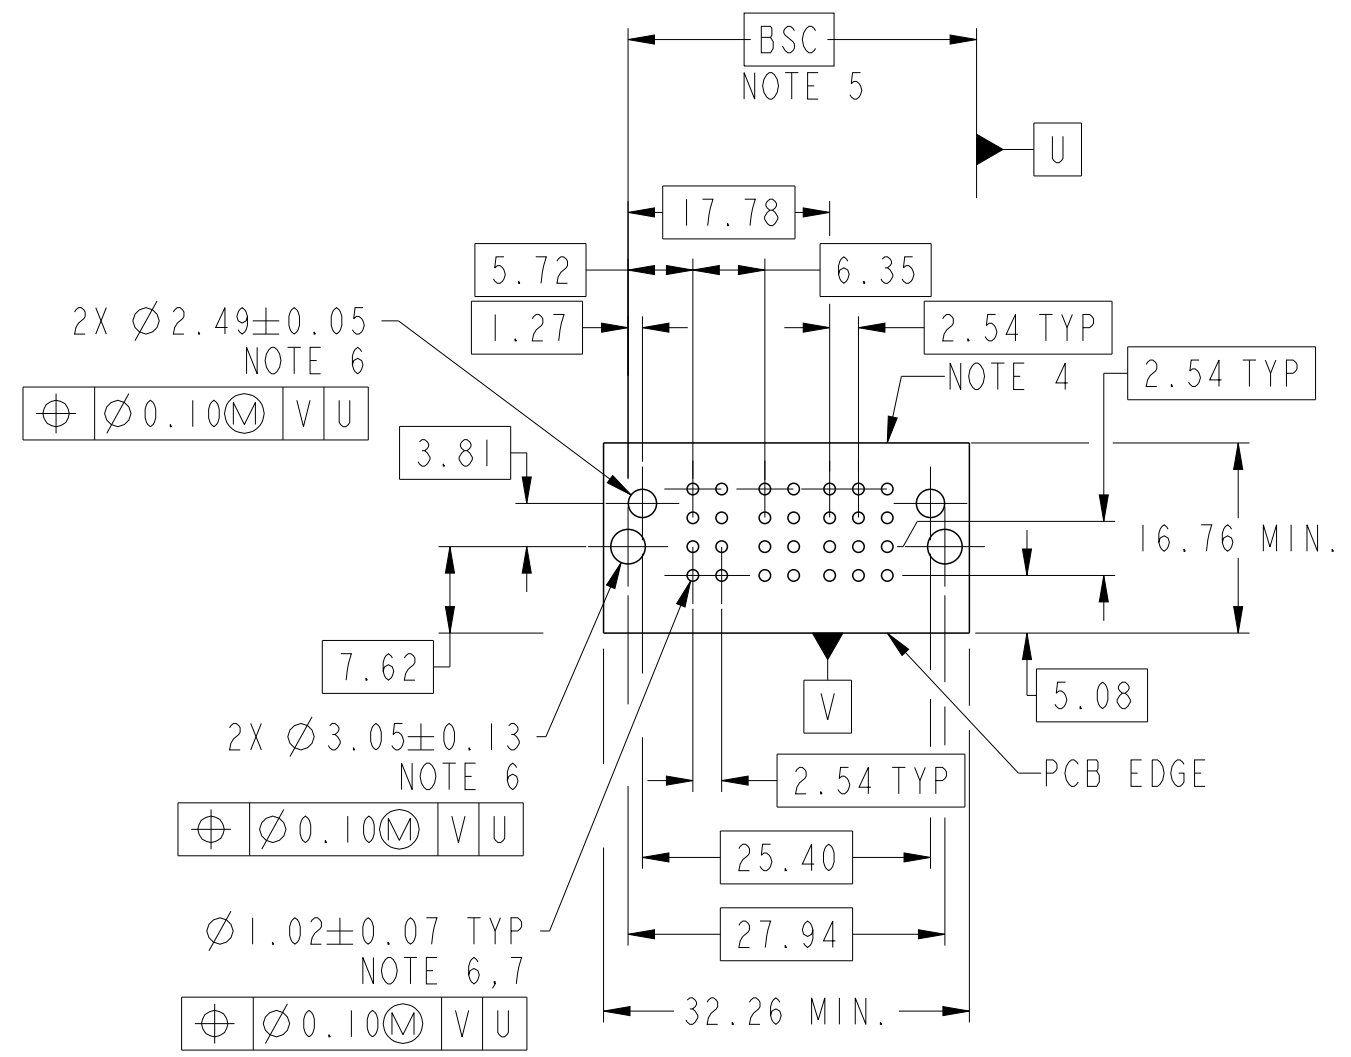 BSC
NOTE 5
U
17.78
5.72
6.35
2X ⌀2.49±0.05
NOTE 6
1.27
2.54 TYP
NOTE 4
2.54 TYP
⌖ ⌀0.10Ⓜ V U
3.81
16.76 MIN.
7.62
5.08
V
2X ⌀3.05±0.13
NOTE 6
2.54 TYP
PCB EDGE
⌖ ⌀0.10Ⓜ V U
25.40
⌀1.02±0.07 TYP
NOTE 6,7
27.94
⌖ ⌀0.10Ⓜ V U
32.26 MIN.